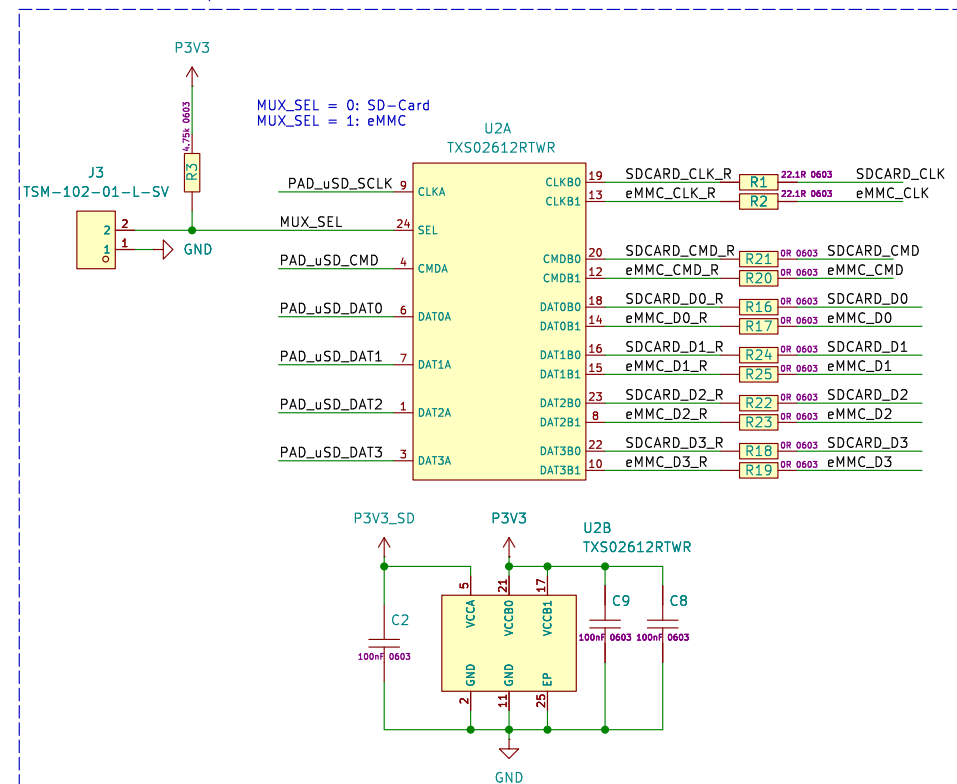 P3V3
4.75k 0603
R3
MUX_SEL = 0: SD-Card
MUX_SEL = 1: eMMC
J3
TSM-102-01-L-SV
2
1
2
1
GND
MUX_SEL
U2A
TXS02612RTWR
PAD_uSD_SCLK 9 CLKA
24 SEL
PAD_uSD_CMD 4 CMDA
PAD_uSD_DAT0 6 DAT0A
PAD_uSD_DAT1 7 DAT1A
PAD_uSD_DAT2 1 DAT2A
PAD_uSD_DAT3 3 DAT3A
CLKB0 19 SDCARD_CLK_R R1 22.1R 0603 SDCARD_CLK
CLKB1 13 eMMC_CLK_R R2 22.1R 0603 eMMC_CLK
CMDB0 20 SDCARD_CMD_R R21 0R 0603 SDCARD_CMD
CMDB1 12 eMMC_CMD_R R20 0R 0603 eMMC_CMD
DAT0B0 18 SDCARD_D0_R R16 0R 0603 SDCARD_D0
DAT0B1 14 eMMC_D0_R R17 0R 0603 eMMC_D0
DAT1B0 16 SDCARD_D1_R R24 0R 0603 SDCARD_D1
DAT1B1 15 eMMC_D1_R R25 0R 0603 eMMC_D1
DAT2B0 23 SDCARD_D2_R R22 0R 0603 SDCARD_D2
DAT2B1 8 eMMC_D2_R R23 0R 0603 eMMC_D2
DAT3B0 22 SDCARD_D3_R R18 0R 0603 SDCARD_D3
DAT3B1 10 eMMC_D3_R R19 0R 0603 eMMC_D3
P3V3_SD
P3V3
U2B
TXS02612RTWR
5 VCCA
21 VCCB0
17 VCCB1
C2
100nF 0603
C9
100nF 0603
C8
100nF 0603
GND 2
GND 11
EP 25
GND